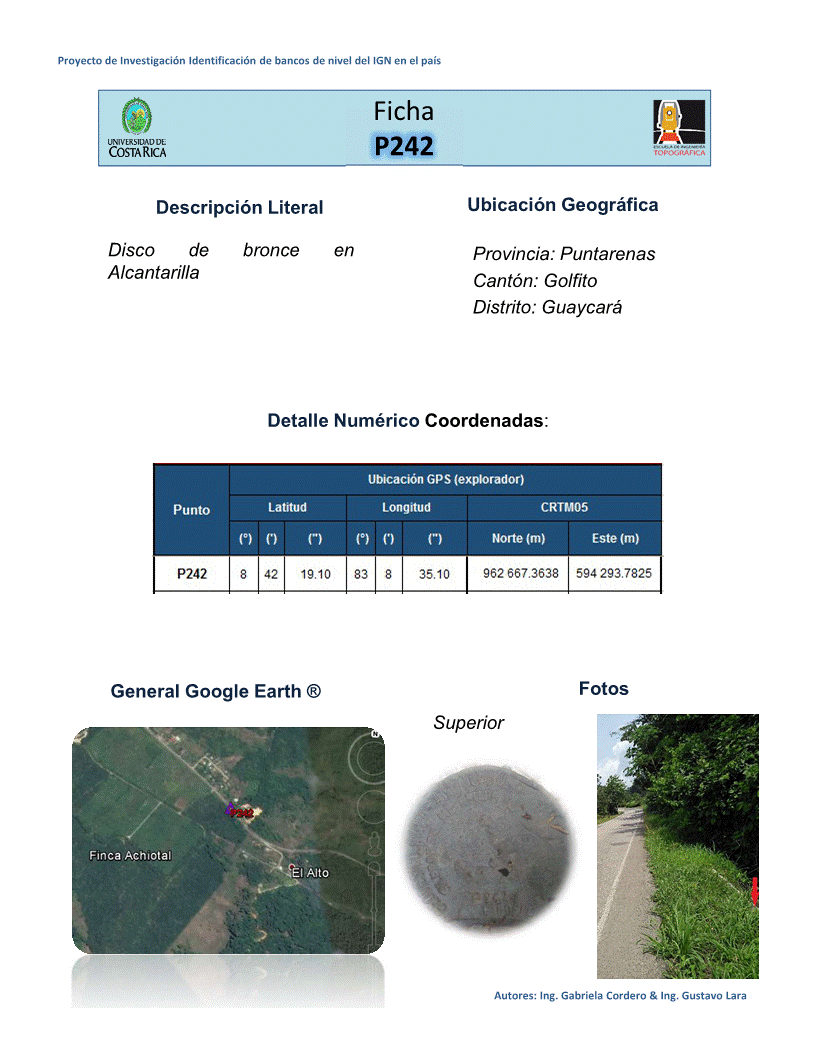 Proyecto de Investigación Identificación de bancos de nivel del IGN en el país
UNIVERSIDAD DE
COSTA RICA
Ficha
P242
ESCUELA DE INGENIERÍA
TOPOGRÁFICA
Descripción Literal
Disco de bronce en
Alcantarilla
Ubicación Geográfica
Provincia: Puntarenas
Cantón: Golfito
Distrito: Guaycará
Detalle Numérico Coordenadas:
Punto
Ubicación GPS (explorador)
Latitud Longitud CRTM05
(°) (') (") (°) (') (") Norte (m) Este (m)
P242 8 42 19.10 83 8 35.10 962 667.3638 594 293.7825
General Google Earth ®
Fotos
Superior
N
P242
Finca Achiotal
El Alto
Autores: Ing. Gabriela Cordero & Ing. Gustavo Lara